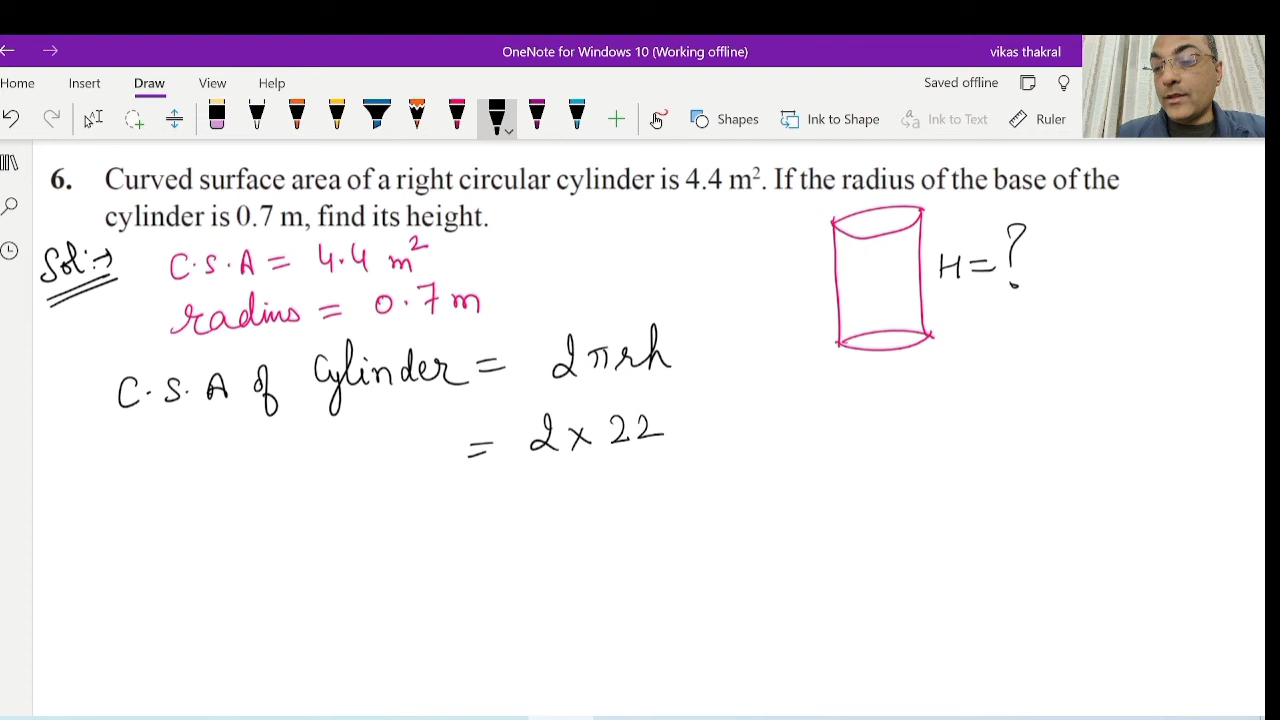 OneNote for Windows 10 (Working offline)
vikas thakral
Home Insert Draw View Help
Saved offline
Shapes Ink to Shape Ink to Text Ruler
6. Curved surface area of a right circular cylinder is 4.4 m². If the radius of the base of the
cylinder is 0.7 m, find its height.
Sol:→ C.S.A = 4.4 m²
H=?
radius = 0.7 m
C.S.A of Cylinder = 2πrh
= 2 × 22